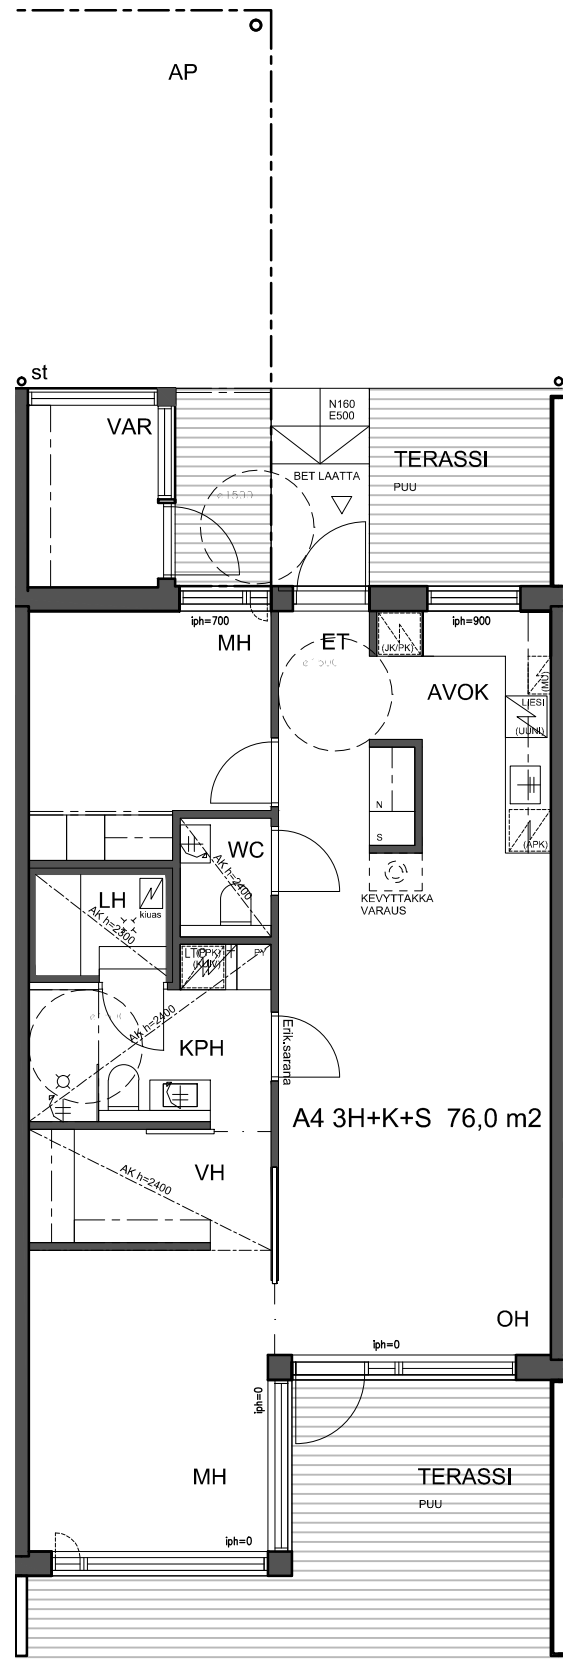 AP
st
VAR
N160
E500
TERASSI
PUU
BET LAATTA
iph=700
MH
ET
(JK/PK)
iph=900
AVOK
(MU)
LIESI
(UUNI)
N
S
(APK)
WC
AK h=2400
KEVYTTAKKA
VARAUS
LH
kiuas
AK h=2300
PY
KPH
AK h=2400
Erik.sarana
A4 3H+K+S 76,0 m2
VH
AK h=2400
OH
iph=0
iph=0
MH
TERASSI
PUU
iph=0